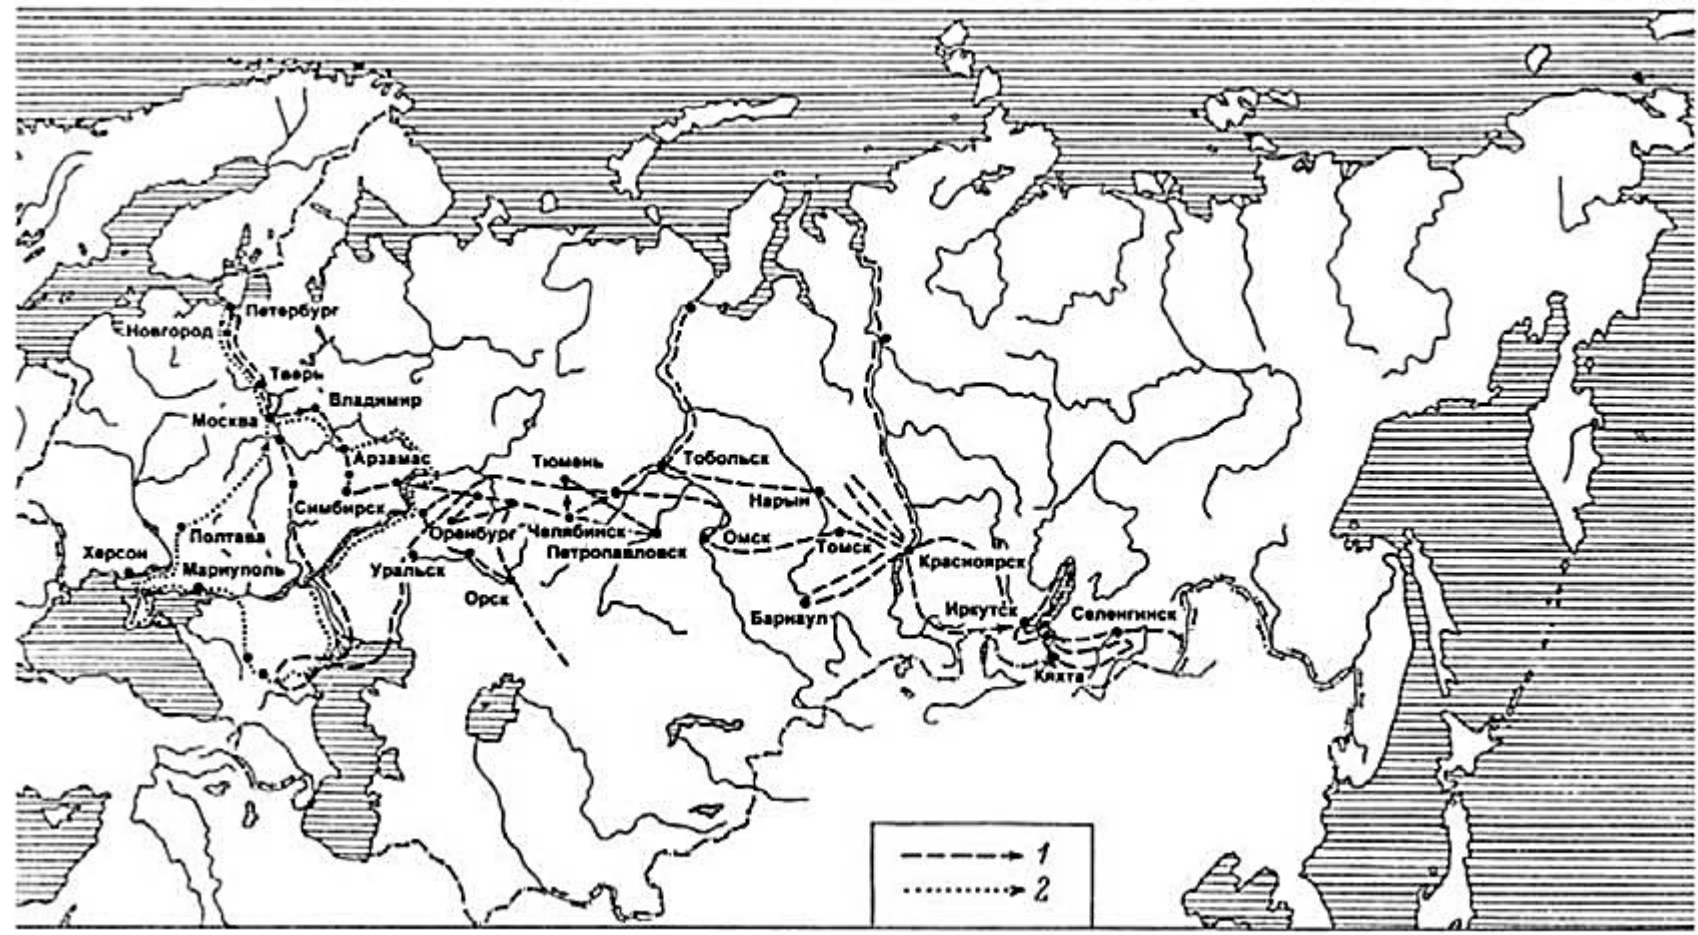 Петербург
Новгород
Тверь
Владимир
Москва
Арзамас
Тюмень
Тобольск
Нарым
Симбирск
Полтава
Оренбург
Челябинск
Омск
Томск
Херсон
Петропавловск
Мариуполь
Уральск
Красноярск
Орск
Барнаул
Иркутск
Селенгинск
Кяхта
1
2